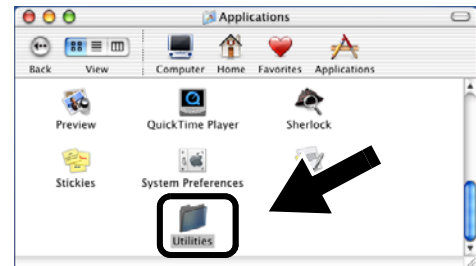 Applications
Back View Computer Home Favorites Applications
Preview QuickTime Player Sherlock
Stickies System Preferences
Utilities